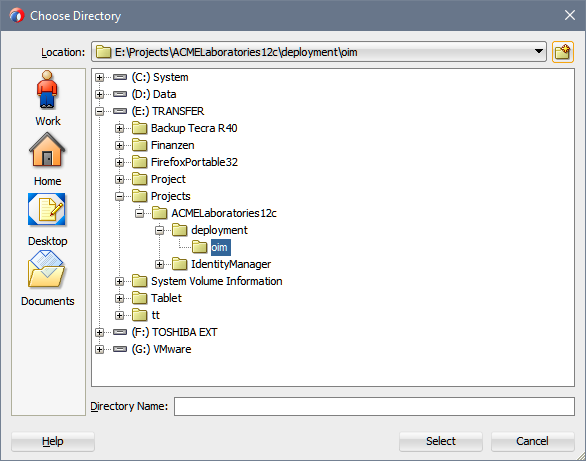 Choose Directory
Location: E:\Projects\ACMELaboratories12c\deployment\oim
Work
Home
Desktop
Documents
(C:) System
(D:) Data
(E:) TRANSFER
Backup Tecra R40
Finanzen
FirefoxPortable32
Project
Projects
ACMELaboratories12c
deployment
oim
IdentityManager
System Volume Information
Tablet
tt
(F:) TOSHIBA EXT
(G:) VMware
Directory Name:
Help
Select
Cancel